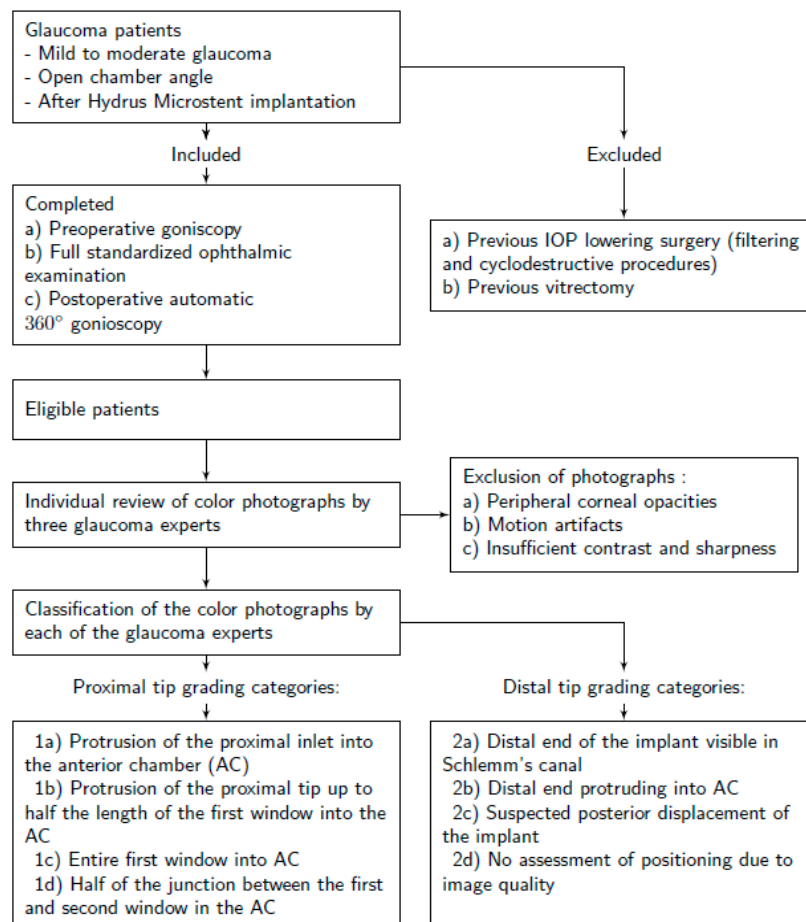 Glaucoma patients
- Mild to moderate glaucoma
- Open chamber angle
- After Hydrus Microstent implantation
Included
Excluded
Completed
a) Preoperative goniscopy
b) Full standardized ophthalmic
examination
c) Postoperative automatic
360° gonioscopy
a) Previous IOP lowering surgery (filtering
and cyclodestructive procedures)
b) Previous vitrectomy
Eligible patients
Individual review of color photographs by
three glaucoma experts
Exclusion of photographs :
a) Peripheral corneal opacities
b) Motion artifacts
c) Insufficient contrast and sharpness
Classification of the color photographs by
each of the glaucoma experts
Proximal tip grading categories:
Distal tip grading categories:
1a) Protrusion of the proximal inlet into
the anterior chamber (AC)
1b) Protrusion of the proximal tip up to
half the length of the first window into the
AC
1c) Entire first window into AC
1d) Half of the junction between the first
and second window in the AC
2a) Distal end of the implant visible in
Schlemm's canal
2b) Distal end protruding into AC
2c) Suspected posterior displacement of
the implant
2d) No assessment of positioning due to
image quality